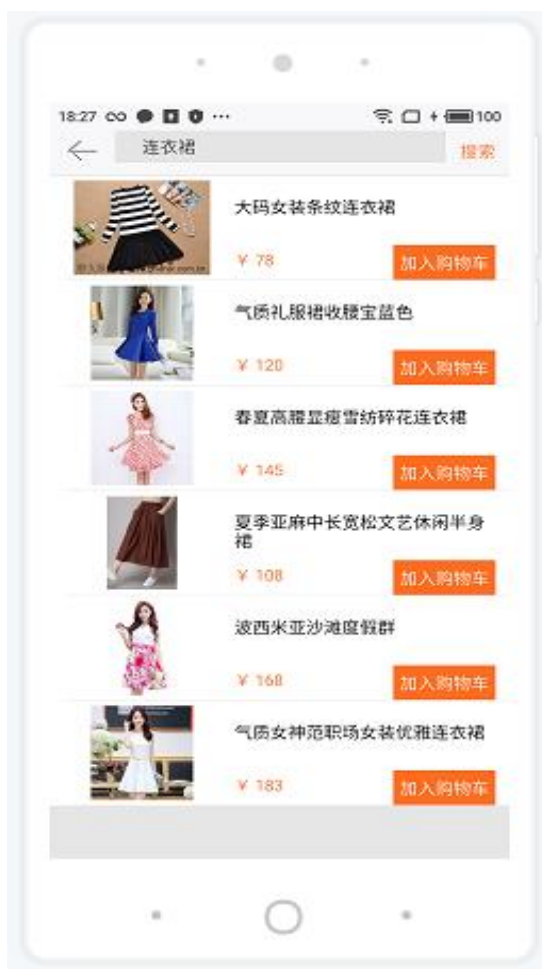 18:27
100
连衣裙
搜索
大码女装条纹连衣裙
¥ 78
加入购物车
气质礼服裙收腰宝蓝色
¥ 120
加入购物车
春夏高腰显瘦雪纺碎花连衣裙
¥ 145
加入购物车
夏季亚麻中长宽松文艺休闲半身
裙
¥ 108
加入购物车
波西米亚沙滩度假群
¥ 168
加入购物车
气质女神范职场女装优雅连衣裙
¥ 183
加入购物车